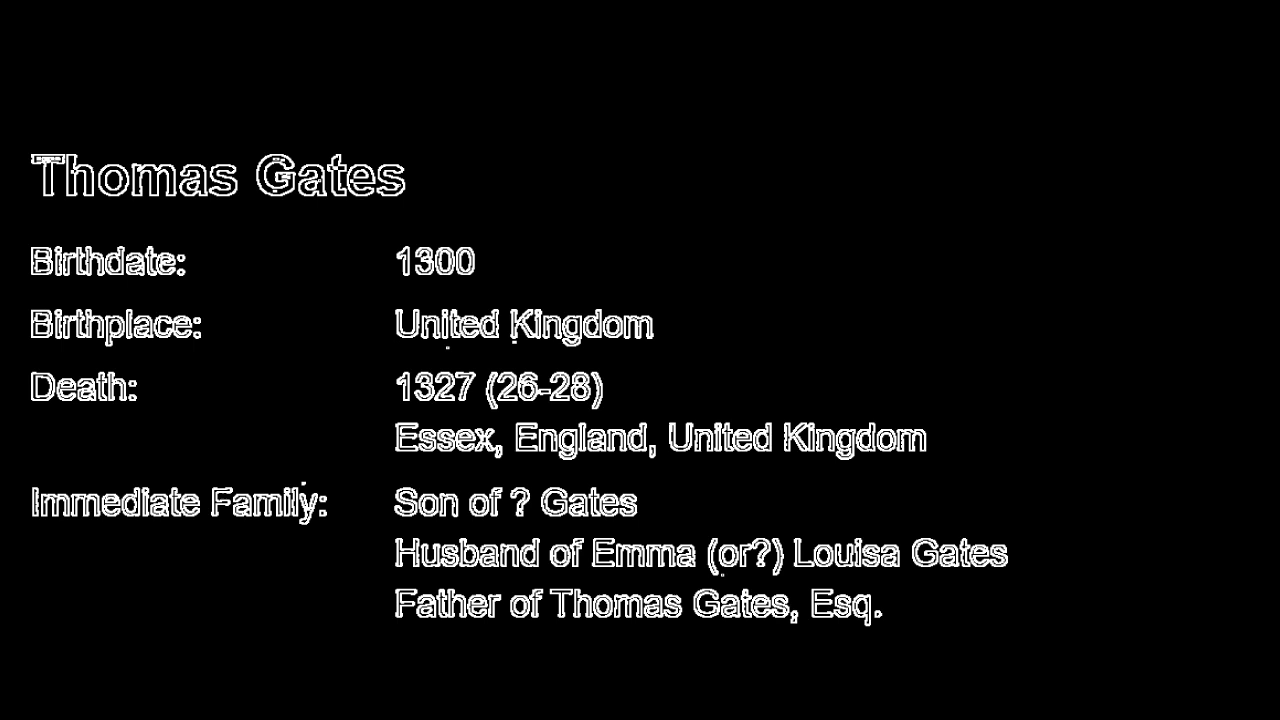 Thomas Gates
Birthdate: 1300
Birthplace: United Kingdom
Death: 1327 (26-28)
Essex, England, United Kingdom
Immediate Family: Son of ? Gates
Husband of Emma (or?) Louisa Gates
Father of Thomas Gates, Esq.